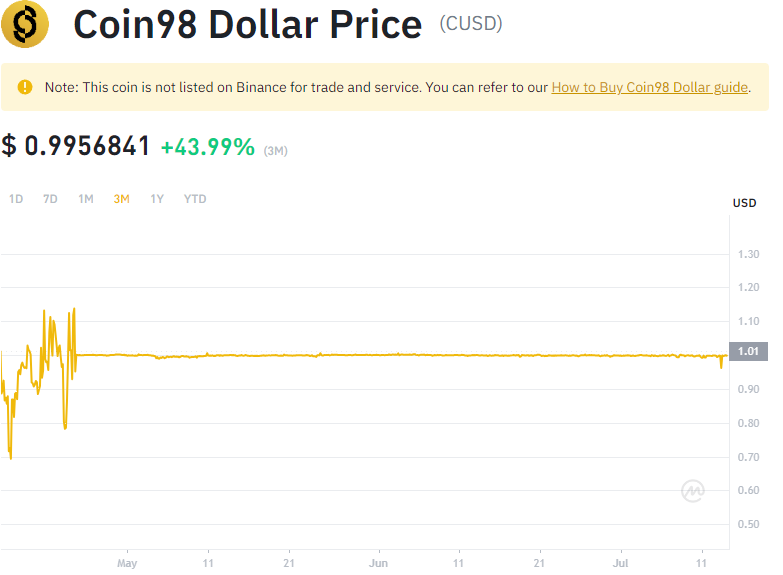 Coin98 Dollar Price (CUSD)
Note: This coin is not listed on Binance for trade and service. You can refer to our How to Buy Coin98 Dollar guide.
$ 0.9956841 +43.99% (3M)
1D 7D 1M 3M 1Y YTD
USD
1.30
1.20
1.10
1.01
0.90
0.80
0.70
0.60
0.50
May 11 21 Jun 11 21 Jul 11